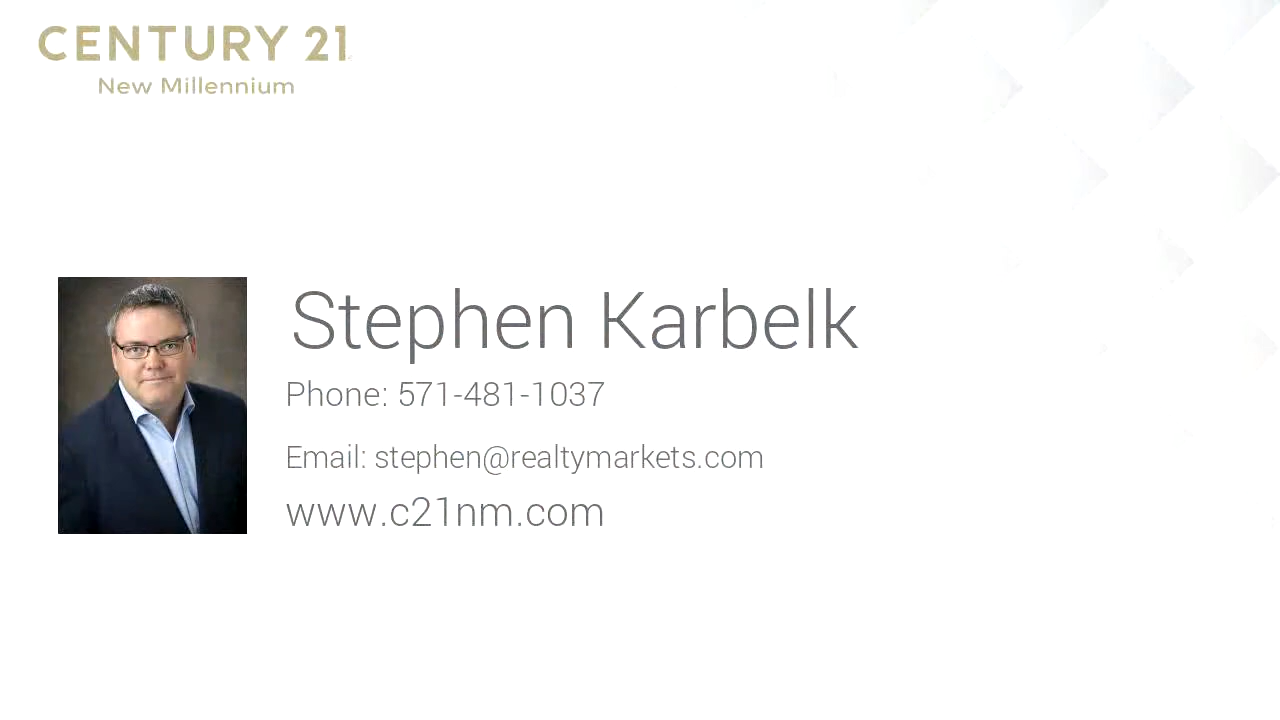 CENTURY 21
New Millennium
Stephen Karbelk
Phone: 571-481-1037
Email: stephen@realtymarkets.com
www.c21nm.com